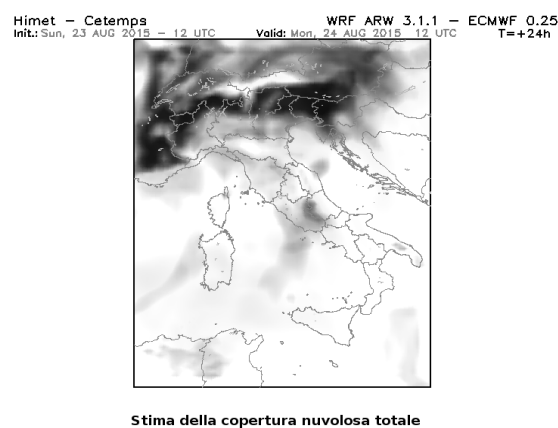 Himet – Cetemps WRF ARW 3.1.1 – ECMWF 0.25
Init.: Sun, 23 AUG 2015 – 12 UTC Valid: Mon, 24 AUG 2015 12 UTC T=+24h
Stima della copertura nuvolosa totale